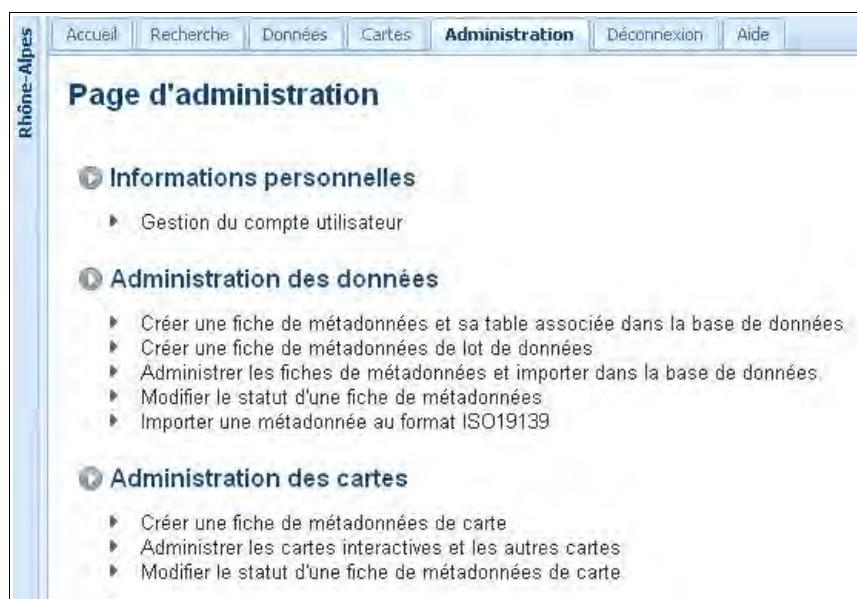 Rhône-Alpes
Accueil Recherche Données Cartes Administration Déconnexion Aide
Page d'administration
Informations personnelles
Gestion du compte utilisateur
Administration des données
Créer une fiche de métadonnées et sa table associée dans la base de données
Créer une fiche de métadonnées de lot de données
Administrer les fiches de métadonnées et importer dans la base de données.
Modifier le statut d'une fiche de métadonnées
Importer une métadonnée au format ISO19139
Administration des cartes
Créer une fiche de métadonnées de carte
Administrer les cartes interactives et les autres cartes
Modifier le statut d'une fiche de métadonnées de carte